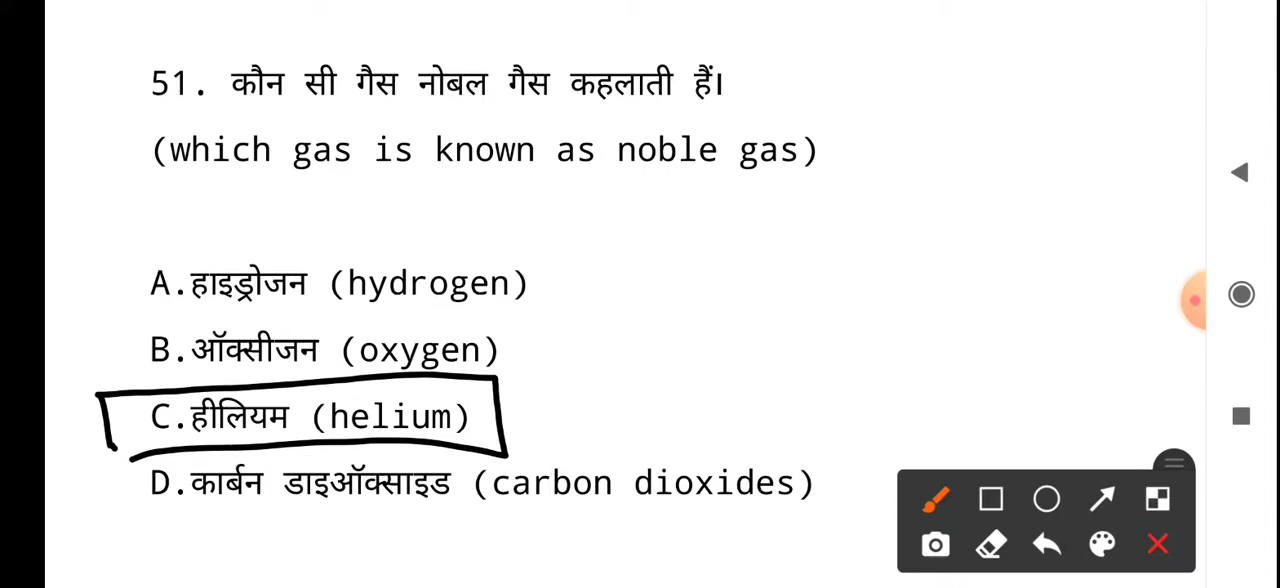 51. कौन सी गैस नोबल गैस कहलाती हैं।
(which gas is known as noble gas)
A.हाइड्रोजन (hydrogen)
B.ऑक्सीजन (oxygen)
C.हीलियम (helium)
D.कार्बन डाइऑक्साइड (carbon dioxides)